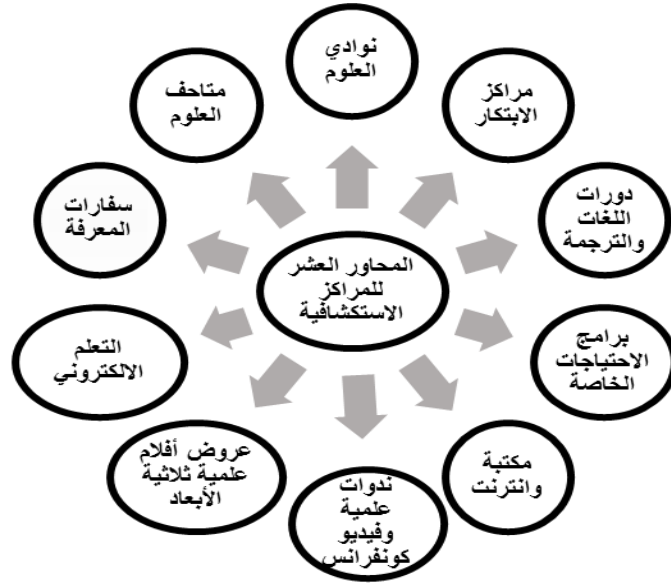 المحاور العشر
للمراكز
الاستكشافية
نوادي
العلوم
مراكز
الابتكار
دورات
اللغات
والترجمة
برامج
الاحتياجات
الخاصة
مكتبة
وانترنت
ندوات
علمية
وفيديو
كونفرانس
عروض أفلام
علمية ثلاثية
الأبعاد
التعلم
الالكتروني
سفارات
المعرفة
متاحف
العلوم